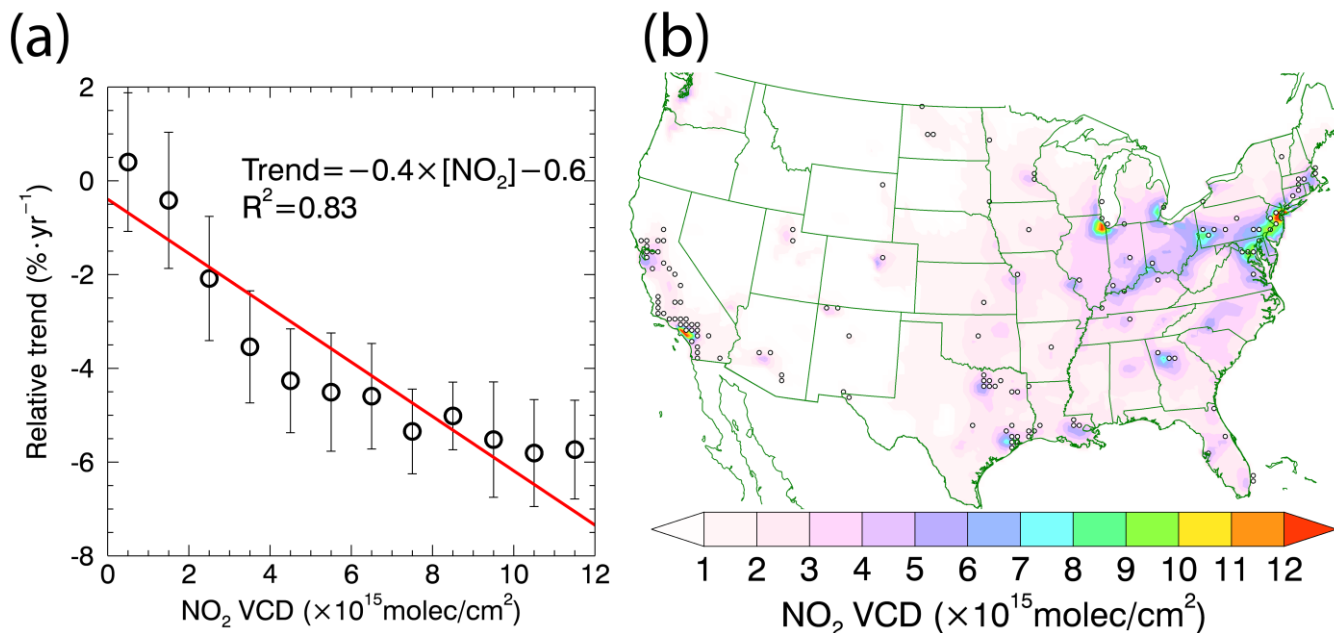 (a)
(b)
2
0
-2
-4
-6
-8
Relative trend (%·yr⁻¹)
Trend=−0.4×[NO₂]−0.6
R²=0.83
0 2 4 6 8 10 12
NO₂ VCD (×10¹⁵molec/cm²)
1 2 3 4 5 6 7 8 9 10 11 12
NO₂ VCD (×10¹⁵molec/cm²)